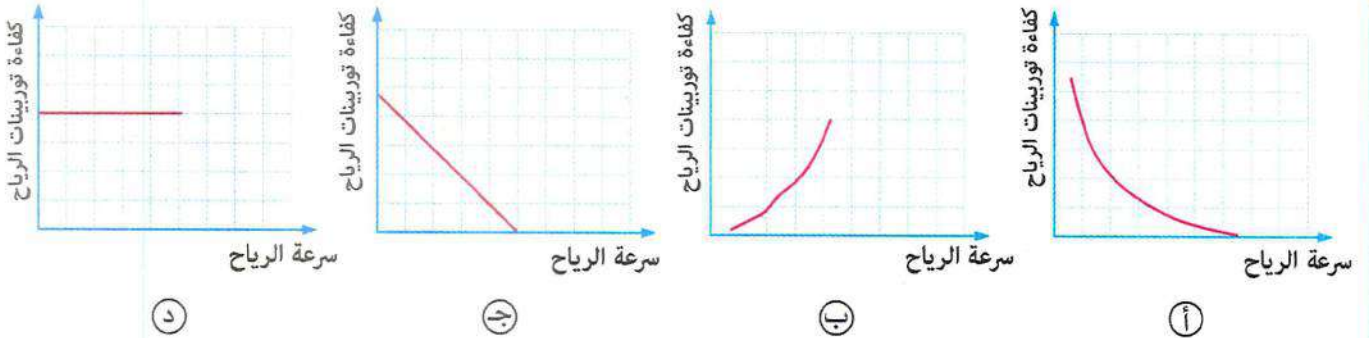 كفاءة توربينات الرياح
سرعة الرياح
أ
كفاءة توربينات الرياح
سرعة الرياح
ب
كفاءة توربينات الرياح
سرعة الرياح
جـ
كفاءة توربينات الرياح
سرعة الرياح
د